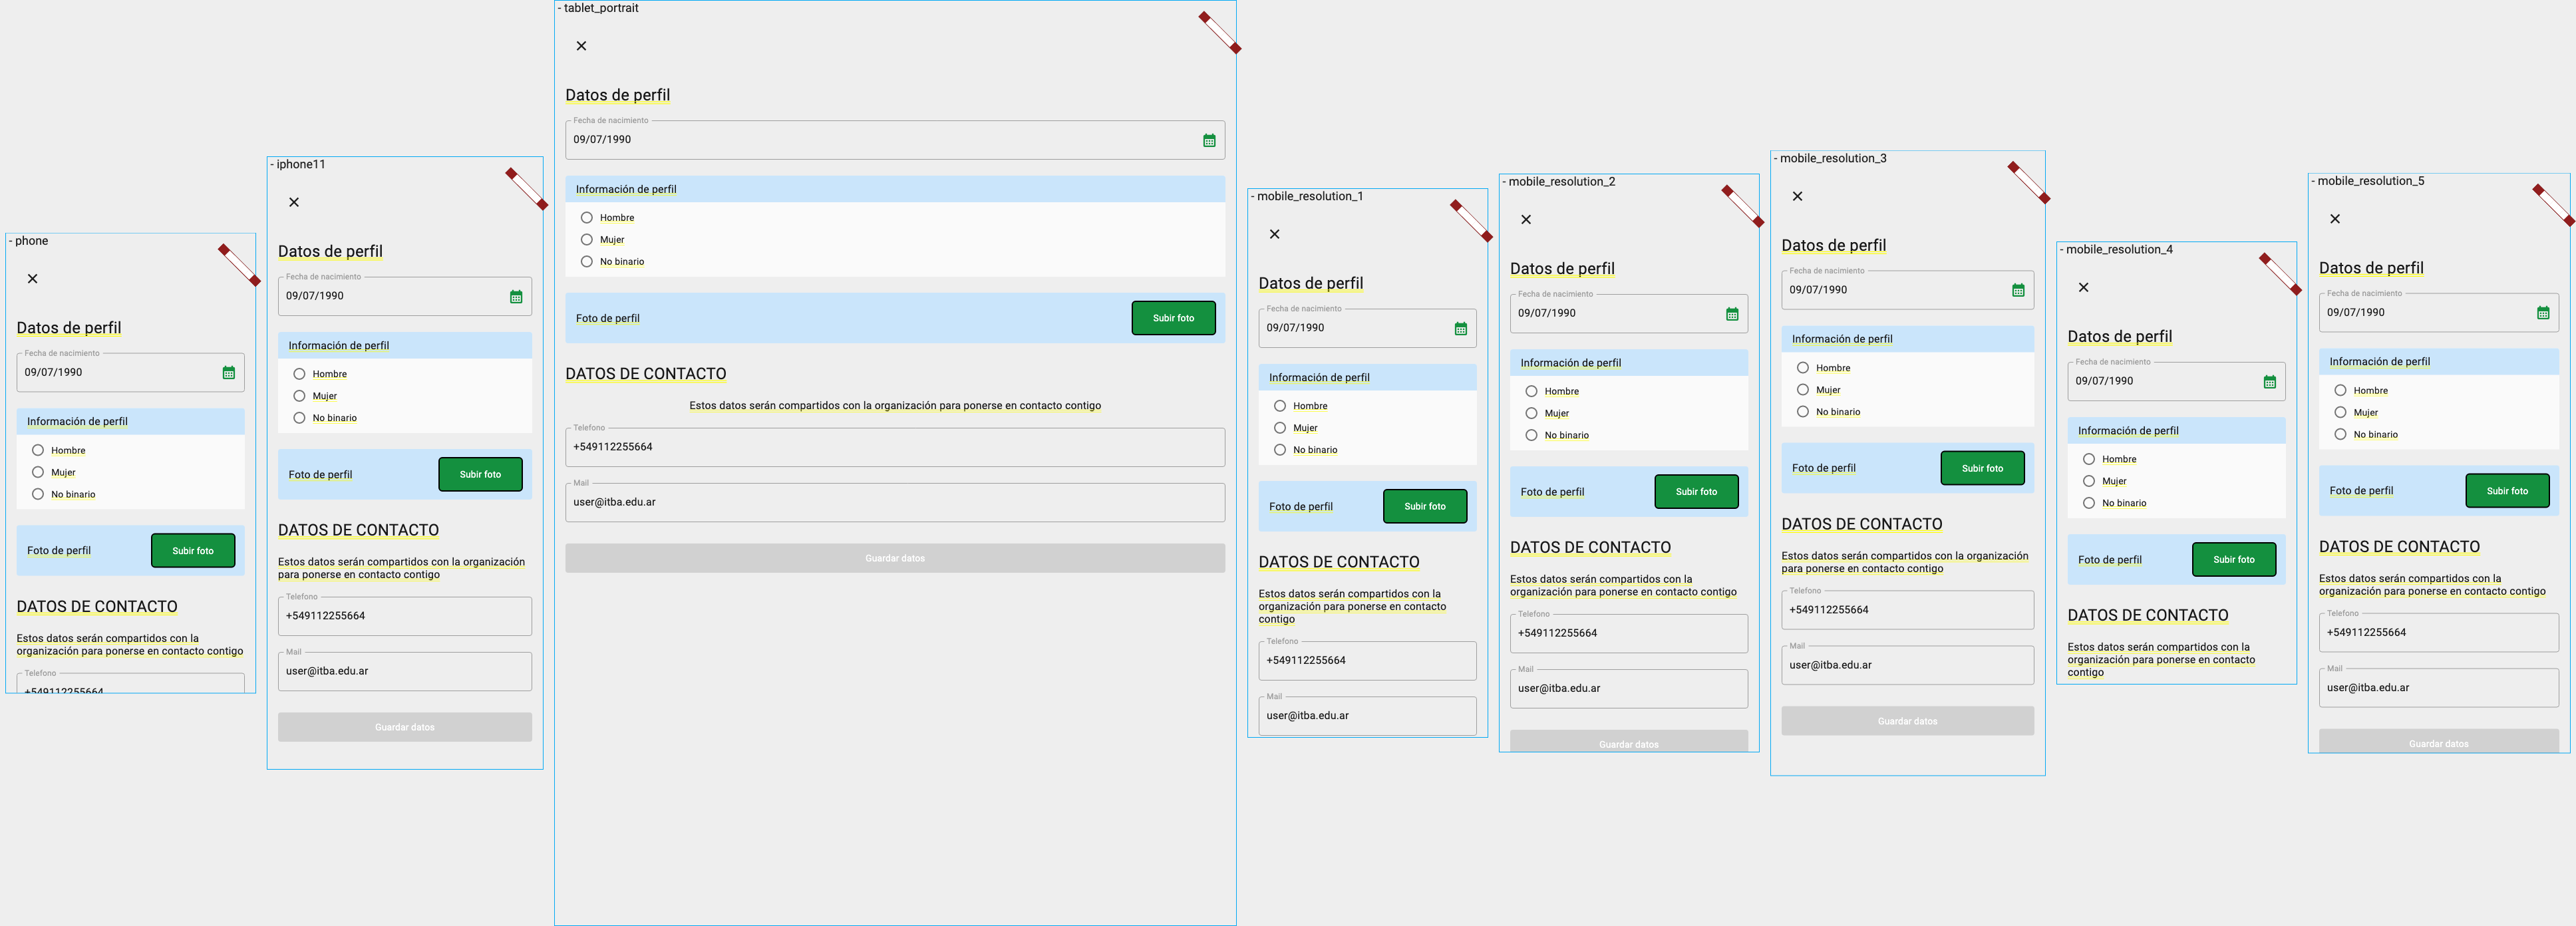 - phone
Datos de perfil
Fecha de nacimiento
09/07/1990
Información de perfil
Hombre
Mujer
No binario
Foto de perfil
Subir foto
DATOS DE CONTACTO
Estos datos serán compartidos con la
organización para ponerse en contacto contigo
Telefono
+549112255664
- iphone11
Datos de perfil
Fecha de nacimiento
09/07/1990
Información de perfil
Hombre
Mujer
No binario
Foto de perfil
Subir foto
DATOS DE CONTACTO
Estos datos serán compartidos con la organización
para ponerse en contacto contigo
Telefono
+549112255664
Mail
user@itba.edu.ar
Guardar datos
- tablet_portrait
Datos de perfil
Fecha de nacimiento
09/07/1990
Información de perfil
Hombre
Mujer
No binario
Foto de perfil
Subir foto
DATOS DE CONTACTO
Estos datos serán compartidos con la organización para ponerse en contacto contigo
Telefono
+549112255664
Mail
user@itba.edu.ar
Guardar datos
- mobile_resolution_1
Datos de perfil
Fecha de nacimiento
09/07/1990
Información de perfil
Hombre
Mujer
No binario
Foto de perfil
Subir foto
DATOS DE CONTACTO
Estos datos serán compartidos con la
organización para ponerse en contacto
contigo
Telefono
+549112255664
Mail
user@itba.edu.ar
- mobile_resolution_2
Datos de perfil
Fecha de nacimiento
09/07/1990
Información de perfil
Hombre
Mujer
No binario
Foto de perfil
Subir foto
DATOS DE CONTACTO
Estos datos serán compartidos con la
organización para ponerse en contacto contigo
Telefono
+549112255664
Mail
user@itba.edu.ar
Guardar datos
- mobile_resolution_3
Datos de perfil
Fecha de nacimiento
09/07/1990
Información de perfil
Hombre
Mujer
No binario
Foto de perfil
Subir foto
DATOS DE CONTACTO
Estos datos serán compartidos con la organización
para ponerse en contacto contigo
Telefono
+549112255664
Mail
user@itba.edu.ar
Guardar datos
- mobile_resolution_4
Datos de perfil
Fecha de nacimiento
09/07/1990
Información de perfil
Hombre
Mujer
No binario
Foto de perfil
Subir foto
DATOS DE CONTACTO
Estos datos serán compartidos con la
organización para ponerse en contacto
contigo
- mobile_resolution_5
Datos de perfil
Fecha de nacimiento
09/07/1990
Información de perfil
Hombre
Mujer
No binario
Foto de perfil
Subir foto
DATOS DE CONTACTO
Estos datos serán compartidos con la
organización para ponerse en contacto contigo
Telefono
+549112255664
Mail
user@itba.edu.ar
Guardar datos